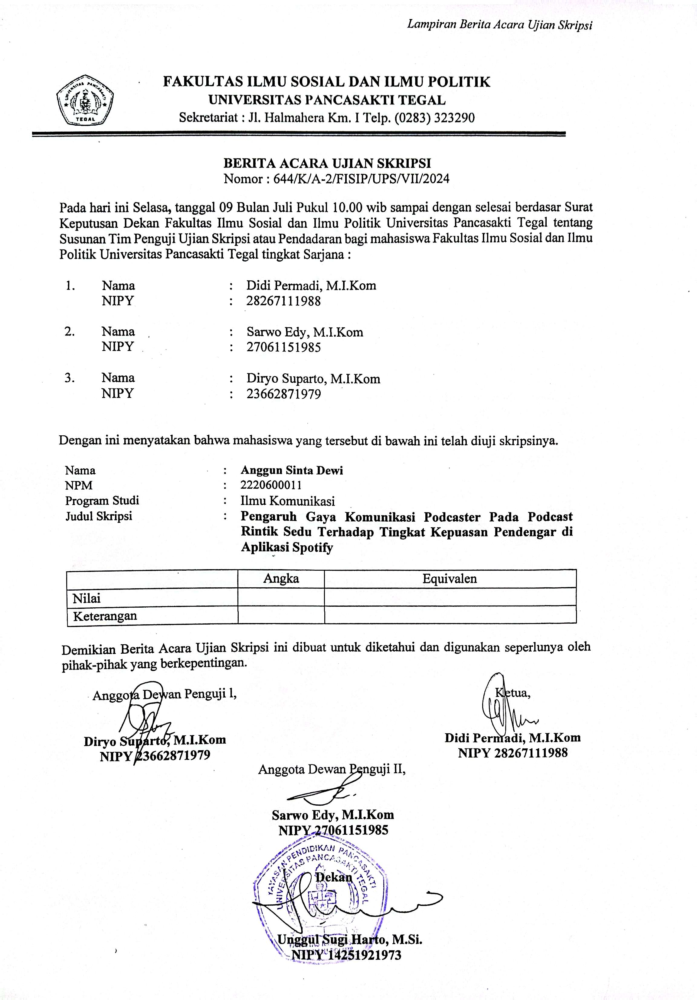 Lampiran Berita Acara Ujian Skripsi
UNIVERSITAS PANCASAKTI
TEGAL
FAKULTAS ILMU SOSIAL DAN ILMU POLITIK
UNIVERSITAS PANCASAKTI TEGAL
Sekretariat : Jl. Halmahera Km. I Telp. (0283) 323290
BERITA ACARA UJIAN SKRIPSI
Nomor : 644/K/A-2/FISIP/UPS/VII/2024
Pada hari ini Selasa, tanggal 09 Bulan Juli Pukul 10.00 wib sampai dengan selesai berdasar Surat
Keputusan Dekan Fakultas Ilmu Sosial dan Ilmu Politik Universitas Pancasakti Tegal tentang
Susunan Tim Penguji Ujian Skripsi atau Pendadaran bagi mahasiswa Fakultas Ilmu Sosial dan Ilmu
Politik Universitas Pancasakti Tegal tingkat Sarjana :
1. Nama : Didi Permadi, M.I.Kom
NIPY : 28267111988
2. Nama : Sarwo Edy, M.I.Kom
NIPY : 27061151985
3. Nama : Diryo Suparto, M.I.Kom
NIPY : 23662871979
Dengan ini menyatakan bahwa mahasiswa yang tersebut di bawah ini telah diuji skripsinya.
Nama : Anggun Sinta Dewi
NPM : 2220600011
Program Studi : Ilmu Komunikasi
Judul Skripsi : Pengaruh Gaya Komunikasi Podcaster Pada Podcast
Rintik Sedu Terhadap Tingkat Kepuasan Pendengar di
Aplikasi Spotify
Angka Equivalen
Nilai
Keterangan
Demikian Berita Acara Ujian Skripsi ini dibuat untuk diketahui dan digunakan seperlunya oleh
pihak-pihak yang berkepentingan.
Anggota Dewan Penguji l, Ketua,
Diryo Suparto, M.I.Kom Didi Permadi, M.I.Kom
NIPY 23662871979 NIPY 28267111988
Anggota Dewan Penguji II,
Sarwo Edy, M.I.Kom
NIPY 27061151985
YAYASAN PENDIDIKAN PANCASAKTI
UNIVERSITAS PANCASAKTI TEGAL
Dekan
Unggul Sugi Harto, M.Si.
NIPY 14251921973